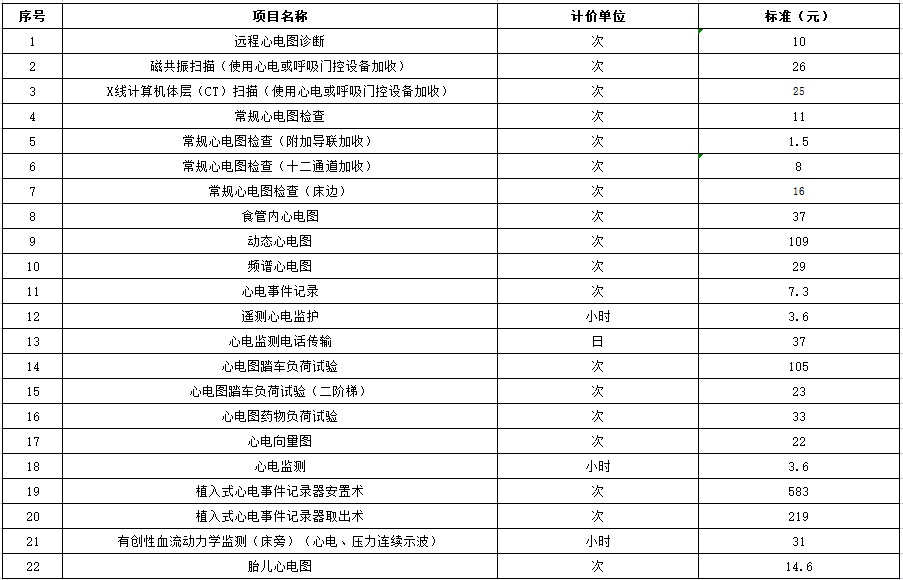 序号 项目名称 计价单位 标准（元）
1 远程心电图诊断 次 10
2 磁共振扫描（使用心电或呼吸门控设备加收） 次 26
3 X线计算机体层（CT）扫描（使用心电或呼吸门控设备加收） 次 25
4 常规心电图检查 次 11
5 常规心电图检查（附加导联加收） 次 1.5
6 常规心电图检查（十二通道加收） 次 8
7 常规心电图检查（床边） 次 16
8 食管内心电图 次 37
9 动态心电图 次 109
10 频谱心电图 次 29
11 心电事件记录 次 7.3
12 遥测心电监护 小时 3.6
13 心电监测电话传输 日 37
14 心电图踏车负荷试验 次 105
15 心电图踏车负荷试验（二阶梯） 次 23
16 心电图药物负荷试验 次 33
17 心电向量图 次 22
18 心电监测 小时 3.6
19 植入式心电事件记录器安置术 次 583
20 植入式心电事件记录器取出术 次 219
21 有创性血流动力学监测（床旁）（心电、压力连续示波） 小时 31
22 胎儿心电图 次 14.6